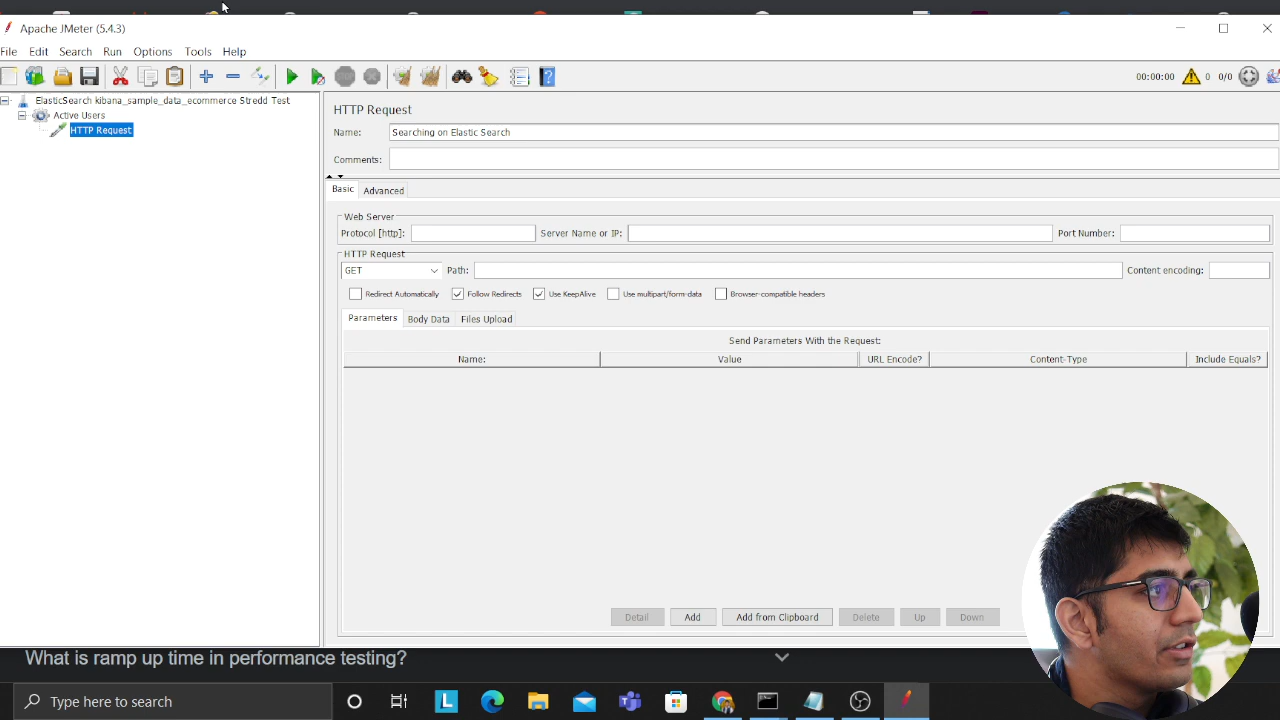 Apache JMeter (5.4.3)
File Edit Search Run Options Tools Help
00:00:00 0 0/0
ElasticSearch kibana_sample_data_ecommerce Stredd Test
Active Users
HTTP Request
HTTP Request
Name: Searching on Elastic Search
Comments:
Basic Advanced
Web Server
Protocol [http]: Server Name or IP: Port Number:
HTTP Request
GET Path: Content encoding:
Redirect Automatically Follow Redirects Use KeepAlive Use multipart/form-data Browser-compatible headers
Parameters Body Data Files Upload
Send Parameters With the Request:
Name: Value URL Encode? Content-Type Include Equals?
Detail Add Add from Clipboard Delete Up Down
What is ramp up time in performance testing?
Type here to search